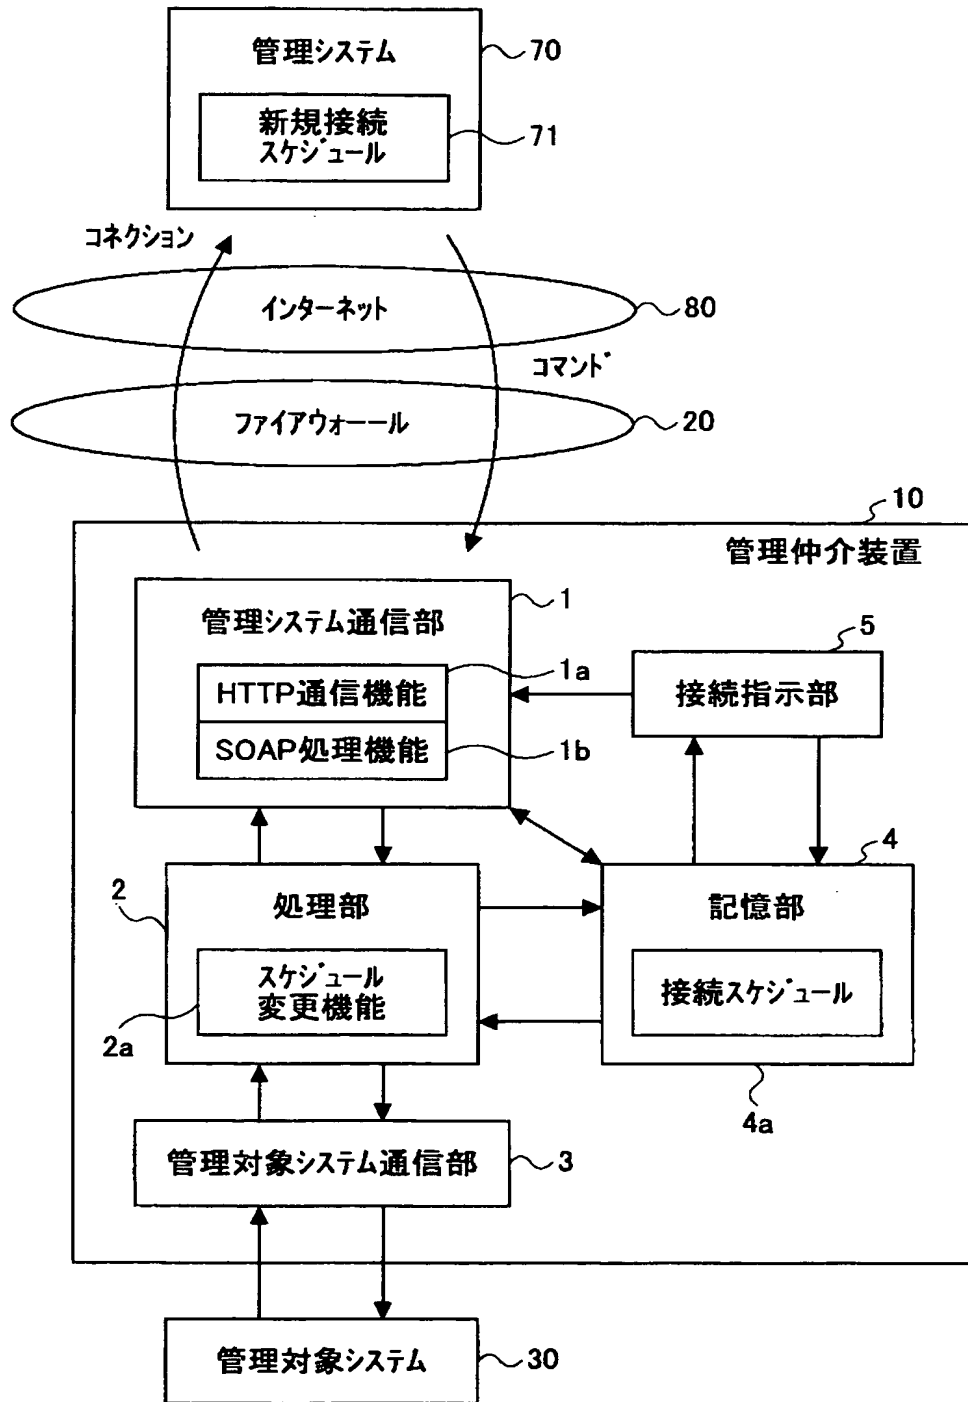 管理システム
70
新規接続
スケジュール
71
コネクション
インターネット
80
コマンド
ファイアウォーール
20
10
管理仲介装置
1
管理システム通信部
5
1a
HTTP通信機能
接続指示部
SOAP処理機能
1b
4
2
処理部
記憶部
スケジュール
変更機能
接続スケジュール
2a
4a
管理対象システム通信部
3
管理対象システム
30